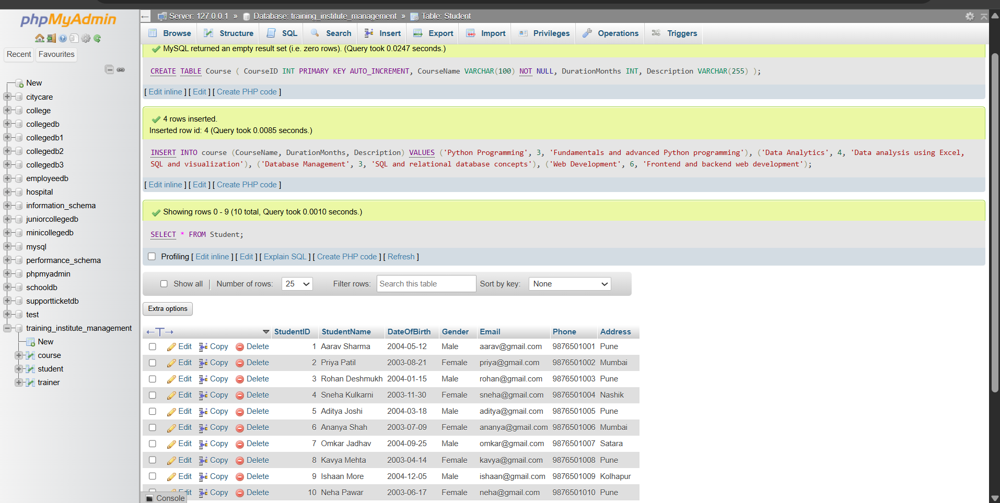 phpMyAdmin
Recent Favourites
New
citycare
college
collegedb
collegedb1
collegedb2
collegedb3
employeedb
hospital
information_schema
juniorcollegedb
minicollegedb
mysql
performance_schema
phpmyadmin
schooldb
supportticketdb
test
training_institute_management
New
course
student
trainer
Server: 127.0.0.1 » Database: training_institute_management » Table: Student
Browse Structure SQL Search Insert Export Import Privileges Operations Triggers
MySQL returned an empty result set (i.e. zero rows). (Query took 0.0247 seconds.)
CREATE TABLE Course ( CourseID INT PRIMARY KEY AUTO_INCREMENT, CourseName VARCHAR(100) NOT NULL, DurationMonths INT, Description VARCHAR(255) );
[ Edit inline ] [ Edit ] [ Create PHP code ]
4 rows inserted.
Inserted row id: 4 (Query took 0.0085 seconds.)
INSERT INTO course (CourseName, DurationMonths, Description) VALUES ('Python Programming', 3, 'Fundamentals and advanced Python programming'), ('Data Analytics', 4, 'Data analysis using Excel,
SQL and visualization'), ('Database Management', 3, 'SQL and relational database concepts'), ('Web Development', 6, 'Frontend and backend web development');
[ Edit inline ] [ Edit ] [ Create PHP code ]
Showing rows 0 - 9 (10 total, Query took 0.0010 seconds.)
SELECT * FROM Student;
Profiling [ Edit inline ] [ Edit ] [ Explain SQL ] [ Create PHP code ] [ Refresh ]
Show all Number of rows: 25 Filter rows: Search this table Sort by key: None
Extra options
StudentID StudentName DateOfBirth Gender Email Phone Address
Edit Copy Delete 1 Aarav Sharma 2004-05-12 Male aarav@gmail.com 9876501001 Pune
Edit Copy Delete 2 Priya Patil 2003-08-21 Female priya@gmail.com 9876501002 Mumbai
Edit Copy Delete 3 Rohan Deshmukh 2004-01-15 Male rohan@gmail.com 9876501003 Pune
Edit Copy Delete 4 Sneha Kulkarni 2003-11-30 Female sneha@gmail.com 9876501004 Nashik
Edit Copy Delete 5 Aditya Joshi 2004-03-18 Male aditya@gmail.com 9876501005 Pune
Edit Copy Delete 6 Ananya Shah 2003-07-09 Female ananya@gmail.com 9876501006 Mumbai
Edit Copy Delete 7 Omkar Jadhav 2004-09-25 Male omkar@gmail.com 9876501007 Satara
Edit Copy Delete 8 Kavya Mehta 2003-04-14 Female kavya@gmail.com 9876501008 Pune
Edit Copy Delete 9 Ishaan More 2004-12-05 Male ishaan@gmail.com 9876501009 Kolhapur
Edit Copy Delete 10 Neha Pawar 2003-06-17 Female neha@gmail.com 9876501010 Pune
Console